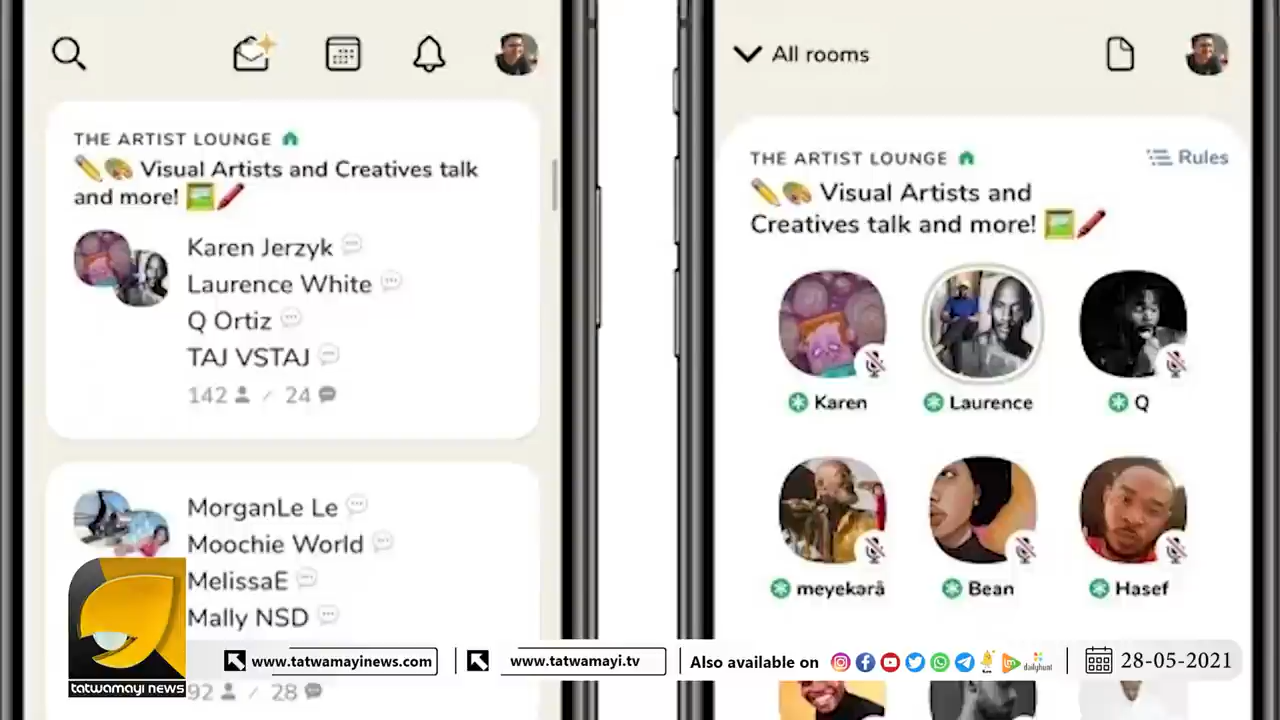 THE ARTIST LOUNGE
Visual Artists and Creatives talk
and more!
Karen Jerzyk
Laurence White
Q Ortiz
TAJ VSTAJ
142 / 24
MorganLe Le
Moochie World
MelissaE
Mally NSD
92 / 28
All rooms
THE ARTIST LOUNGE
Rules
Visual Artists and
Creatives talk and more!
Karen
Laurence
Q
meyekarā
Bean
Hasef
tatwamayi news
www.tatwamayinews.com
www.tatwamayi.tv
Also available on
dailyhunt
28-05-2021